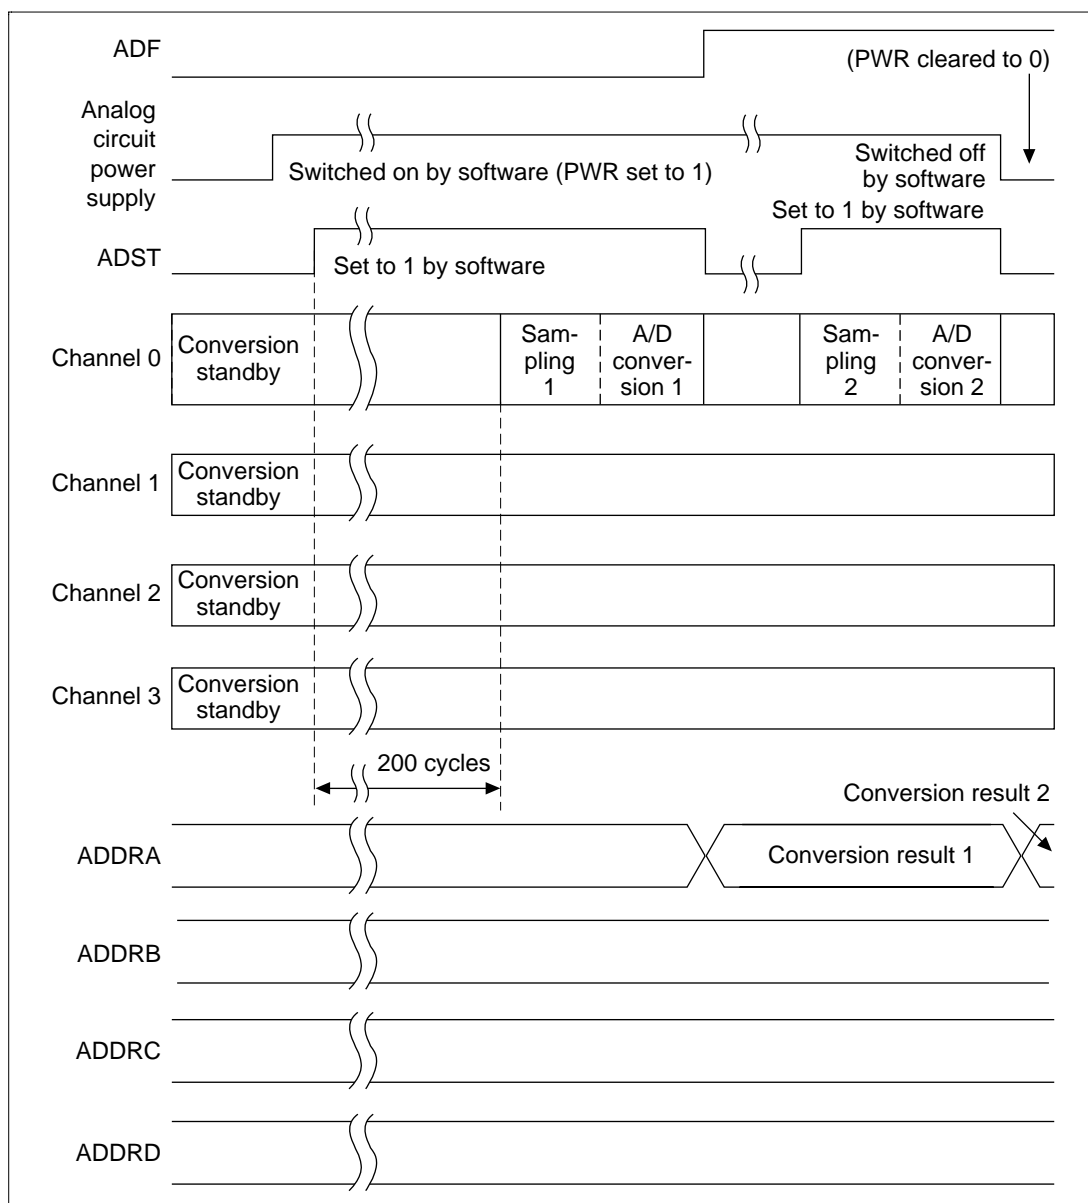 ADF
(PWR cleared to 0)
Analog
circuit
power
supply
Switched on by software (PWR set to 1)
Switched off
by software
Set to 1 by software
ADST
Set to 1 by software
Channel 0
Conversion
standby
Sam-
pling
1
A/D
conver-
sion 1
Sam-
pling
2
A/D
conver-
sion 2
Channel 1
Conversion
standby
Channel 2
Conversion
standby
Channel 3
Conversion
standby
200 cycles
Conversion result 2
ADDRA
Conversion result 1
ADDRB
ADDRC
ADDRD